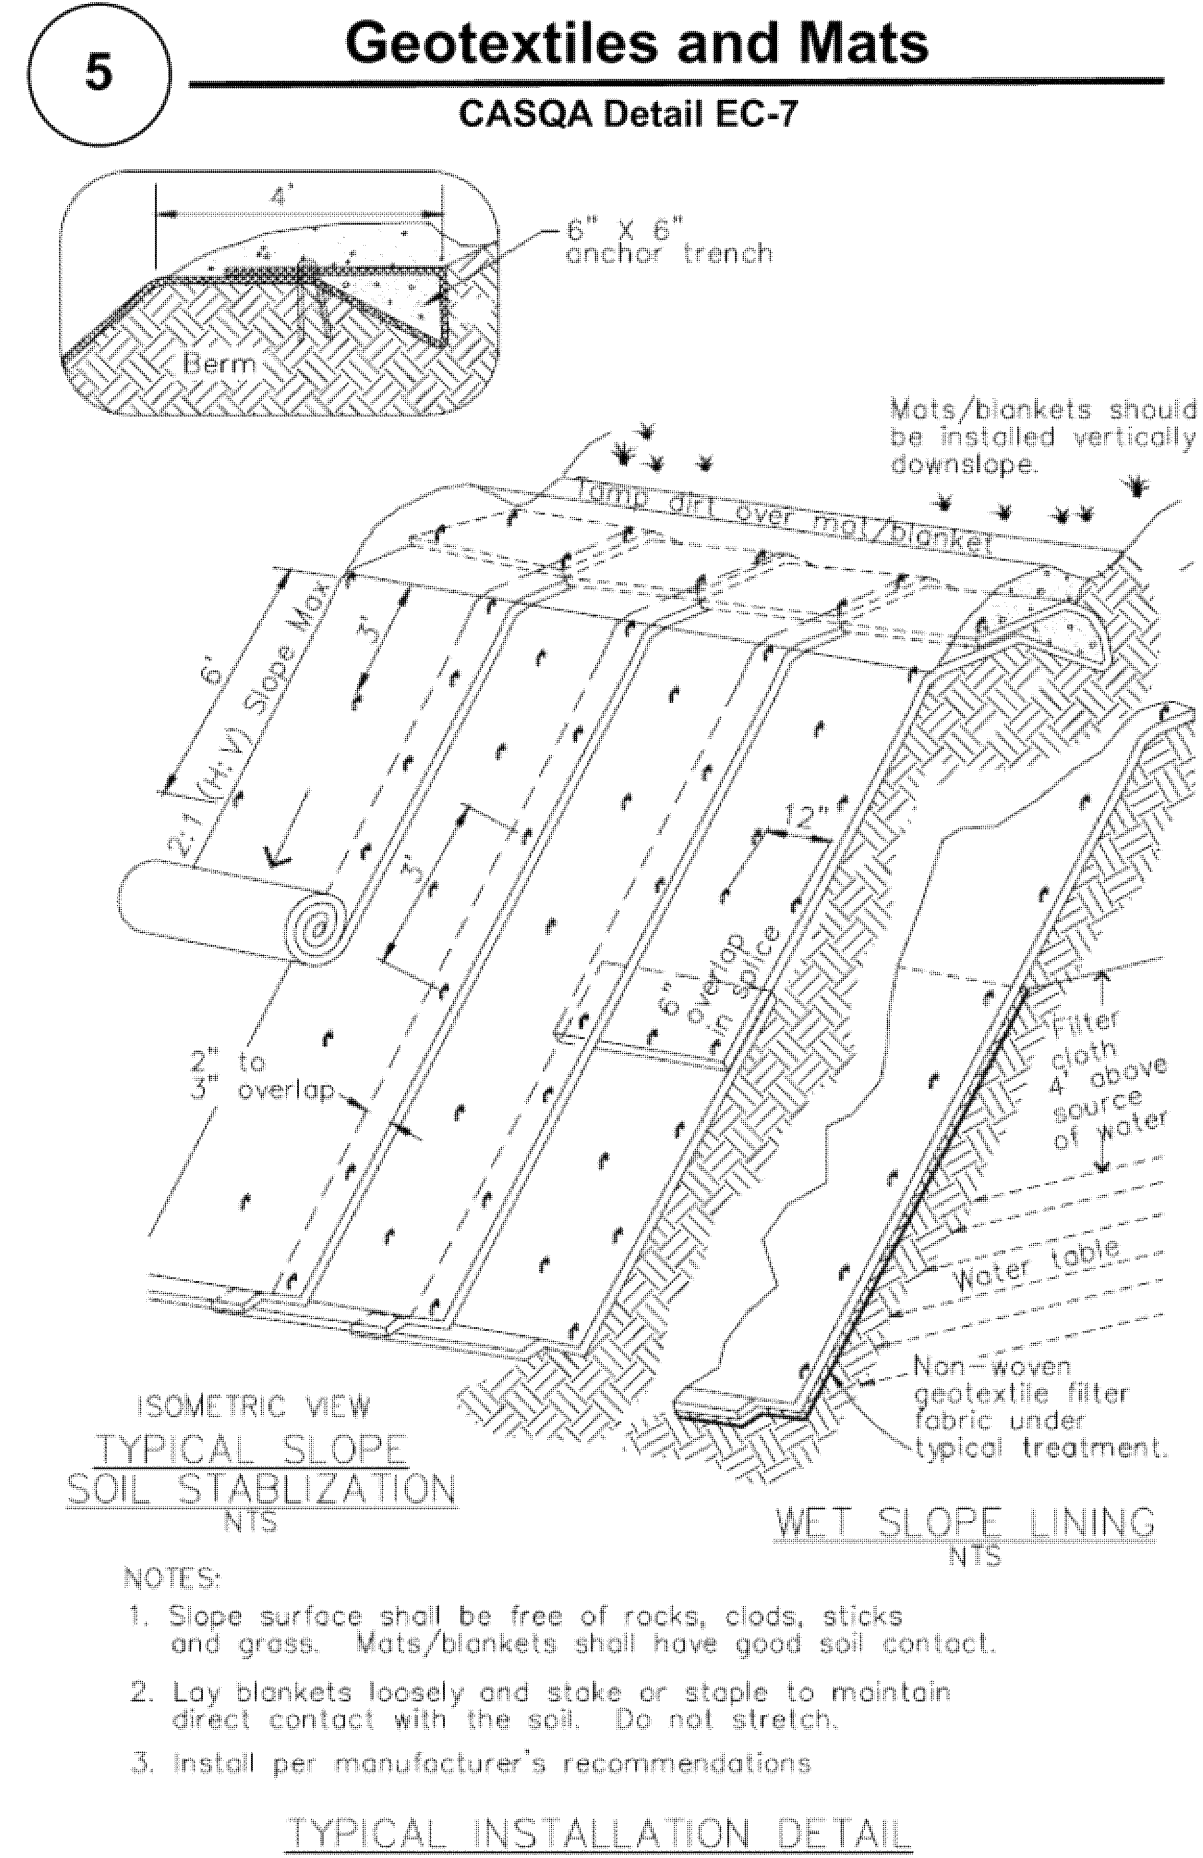 5
Geotextiles and Mats
CASQA Detail EC-7
4'
6" X 6"
anchor trench
Berm
Mats/blankets should
be installed vertically
downslope.
Tamp dirt over mat/blanket
6'
2:1 (H:V) Slope Max
3'
3'
12"
6" overlap
in splice
2" to
3" overlap
Filter
cloth
4' above
source
of water
Water table
Non-woven
geotextile filter
fabric under
typical treatment.
ISOMETRIC VIEW
TYPICAL SLOPE
SOIL STABLIZATION
NTS
WET SLOPE LINING
NTS
NOTES:
1. Slope surface shall be free of rocks, clods, sticks
and grass. Mats/blankets shall have good soil contact.
2. Lay blankets loosely and stake or staple to maintain
direct contact with the soil. Do not stretch.
3. Install per manufacturer's recommendations
TYPICAL INSTALLATION DETAIL